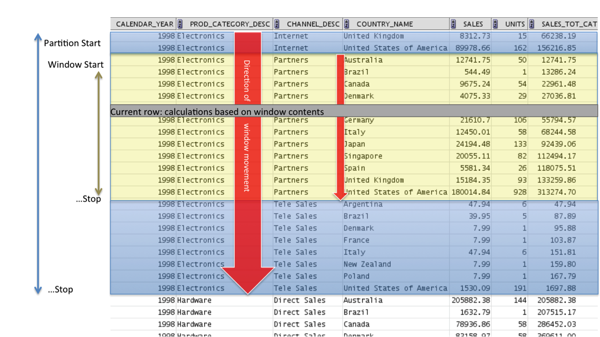 CALENDAR_YEAR PROD_CATEGORY_DESC CHANNEL_DESC COUNTRY_NAME SALES UNITS SALES_TOT_CAT
Partition Start
1998 Electronics Internet United Kingdom 8312.73 15 66238.19
1998 Electronics Internet United States of America 89978.66 162 156216.85
Window Start
1998 Electronics Partners Australia 12741.75 50 12741.75
1998 Electronics Partners Brazil 544.49 1 13286.24
1998 Electronics Partners Canada 9675.24 54 22961.48
1998 Electronics Partners Denmark 4075.33 29 27036.81
Direction of window movement
Current row: calculations based on window contents
1998 Electronics Partners Germany 21610.7 106 55794.57
1998 Electronics Partners Italy 12450.01 58 68244.58
1998 Electronics Partners Japan 24194.48 133 92439.06
1998 Electronics Partners Singapore 20055.11 82 112494.17
1998 Electronics Partners Spain 5581.34 26 118075.51
1998 Electronics Partners United Kingdom 15184.35 93 133259.86
1998 Electronics Partners United States of America 180014.84 928 313274.70
...Stop
1998 Electronics Tele Sales Argentina 47.94 6 47.94
1998 Electronics Tele Sales Brazil 39.95 5 87.89
1998 Electronics Tele Sales Denmark 7.99 1 95.88
1998 Electronics Tele Sales France 7.99 1 103.87
1998 Electronics Tele Sales Italy 47.94 6 151.81
1998 Electronics Tele Sales New Zealand 7.99 1 159.80
1998 Electronics Tele Sales Poland 7.99 1 167.79
1998 Electronics Tele Sales United States of America 1530.09 191 1697.88
...Stop
1998 Hardware Direct Sales Australia 205882.38 144 205882.38
1998 Hardware Direct Sales Brazil 1632.79 1 207515.17
1998 Hardware Direct Sales Canada 78936.86 58 286452.03
1998 Hardware Direct Sales Denmark 83158.97 58 369611.00